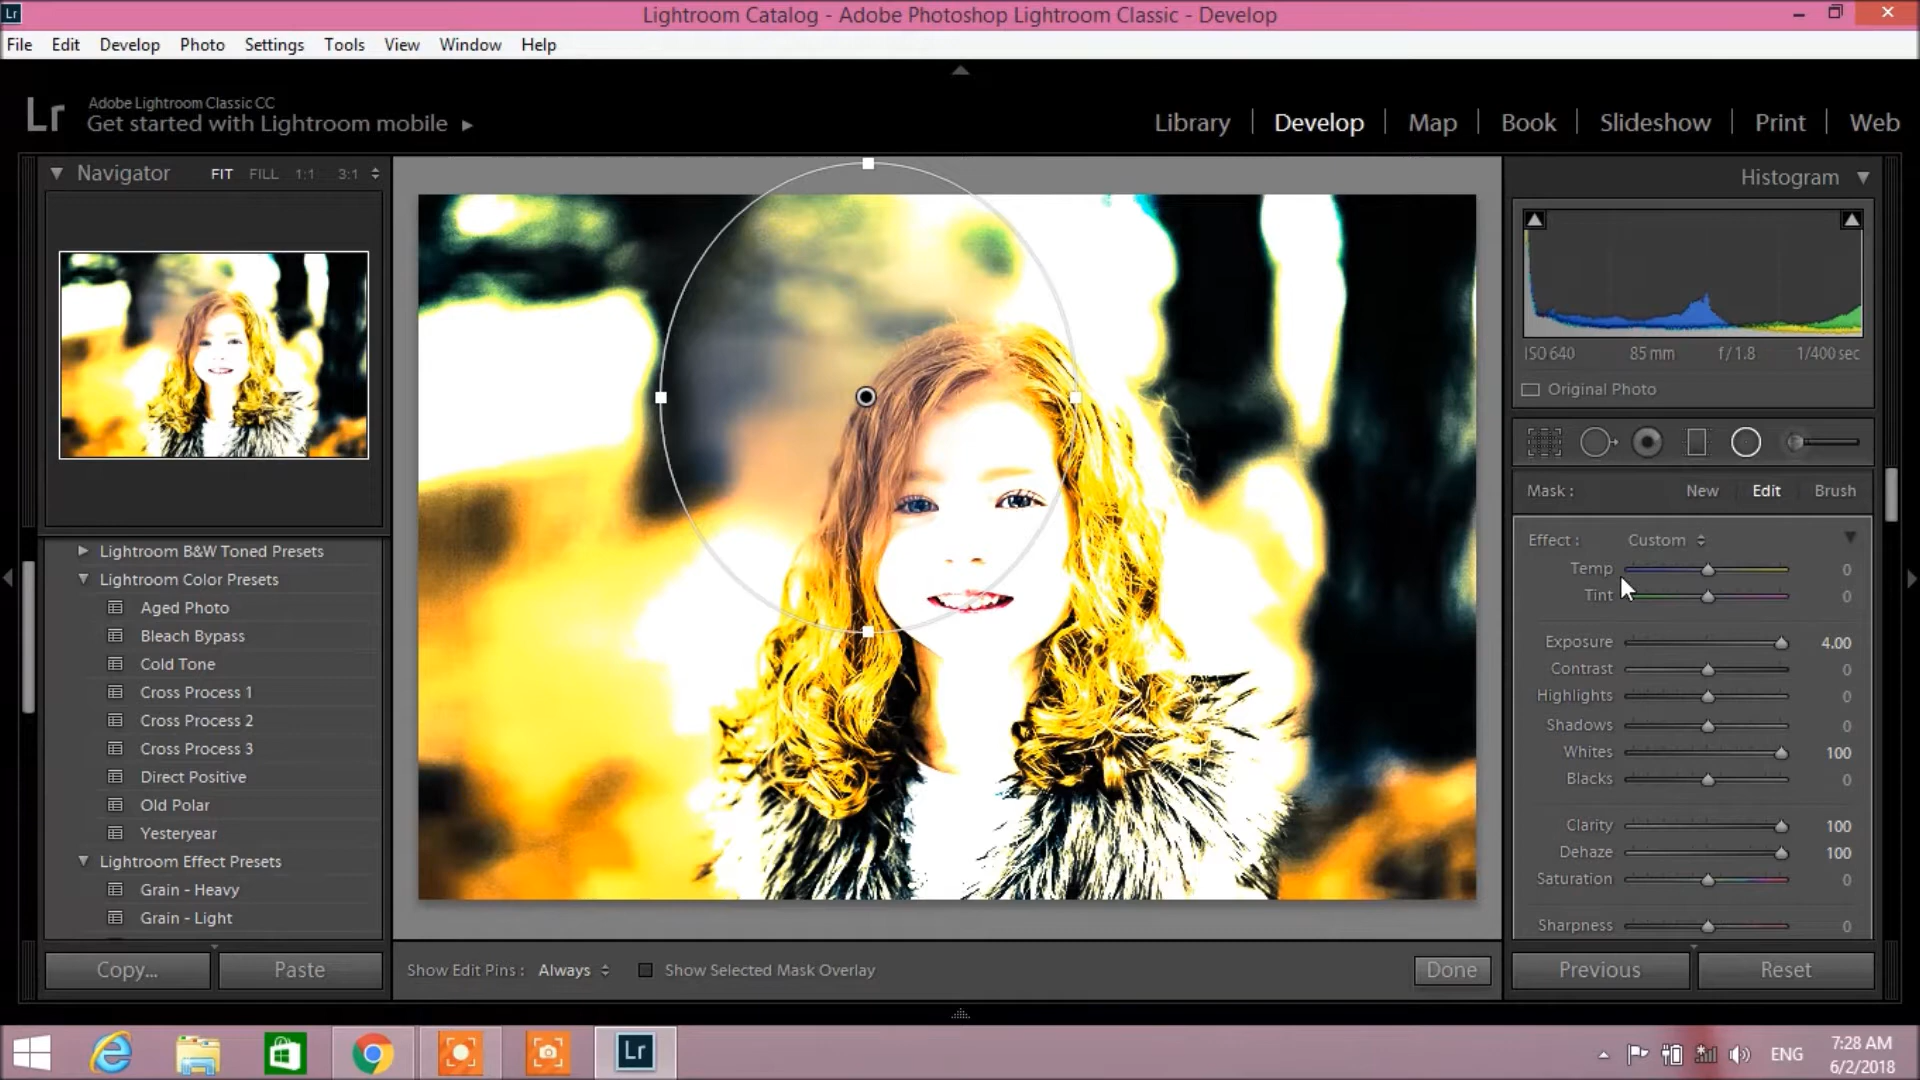 Lr
Lightroom Catalog - Adobe Photoshop Lightroom Classic - Develop
File Edit Develop Photo Settings Tools View Window Help
Lr
Adobe Lightroom Classic CC
Get started with Lightroom mobile
Library Develop Map Book Slideshow Print Web
Navigator FIT FILL 1:1 3:1
Lightroom B&W Toned Presets
Lightroom Color Presets
Aged Photo
Bleach Bypass
Cold Tone
Cross Process 1
Cross Process 2
Cross Process 3
Direct Positive
Old Polar
Yesteryear
Lightroom Effect Presets
Grain - Heavy
Grain - Light
Copy... Paste
Show Edit Pins : Always Show Selected Mask Overlay Done
Histogram
ISO 640 85 mm f / 1.8 1/400 sec
Original Photo
Mask : New Edit Brush
Effect : Custom
Temp 0
Tint 0
Exposure 4.00
Contrast 0
Highlights 0
Shadows 0
Whites 100
Blacks 0
Clarity 100
Dehaze 100
Saturation 0
Sharpness 0
Previous Reset
Lr
ENG
7:28 AM
6/2/2018